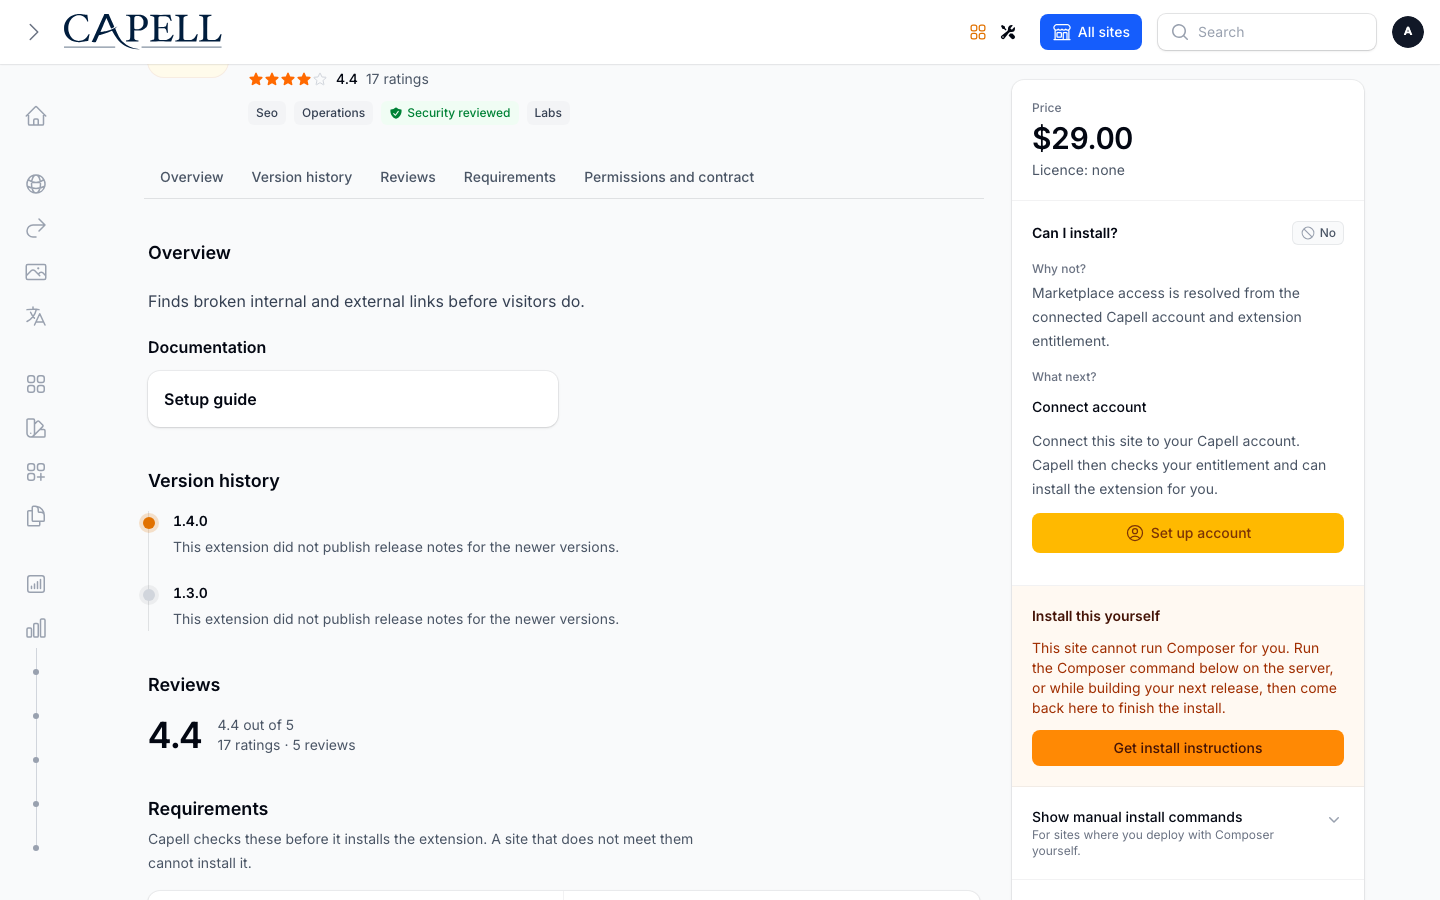 CAPELL
All sites
Search
A
4.4 17 ratings
Seo
Operations
Security reviewed
Labs
Overview
Version history
Reviews
Requirements
Permissions and contract
Overview
Finds broken internal and external links before visitors do.
Documentation
Setup guide
Version history
1.4.0
This extension did not publish release notes for the newer versions.
1.3.0
This extension did not publish release notes for the newer versions.
Reviews
4.4
4.4 out of 5
17 ratings · 5 reviews
Requirements
Capell checks these before it installs the extension. A site that does not meet them
cannot install it.
Price
$29.00
Licence: none
Can I install?
No
Why not?
Marketplace access is resolved from the
connected Capell account and extension
entitlement.
What next?
Connect account
Connect this site to your Capell account.
Capell then checks your entitlement and can
install the extension for you.
Set up account
Install this yourself
This site cannot run Composer for you. Run
the Composer command below on the server,
or while building your next release, then come
back here to finish the install.
Get install instructions
Show manual install commands
For sites where you deploy with Composer
yourself.